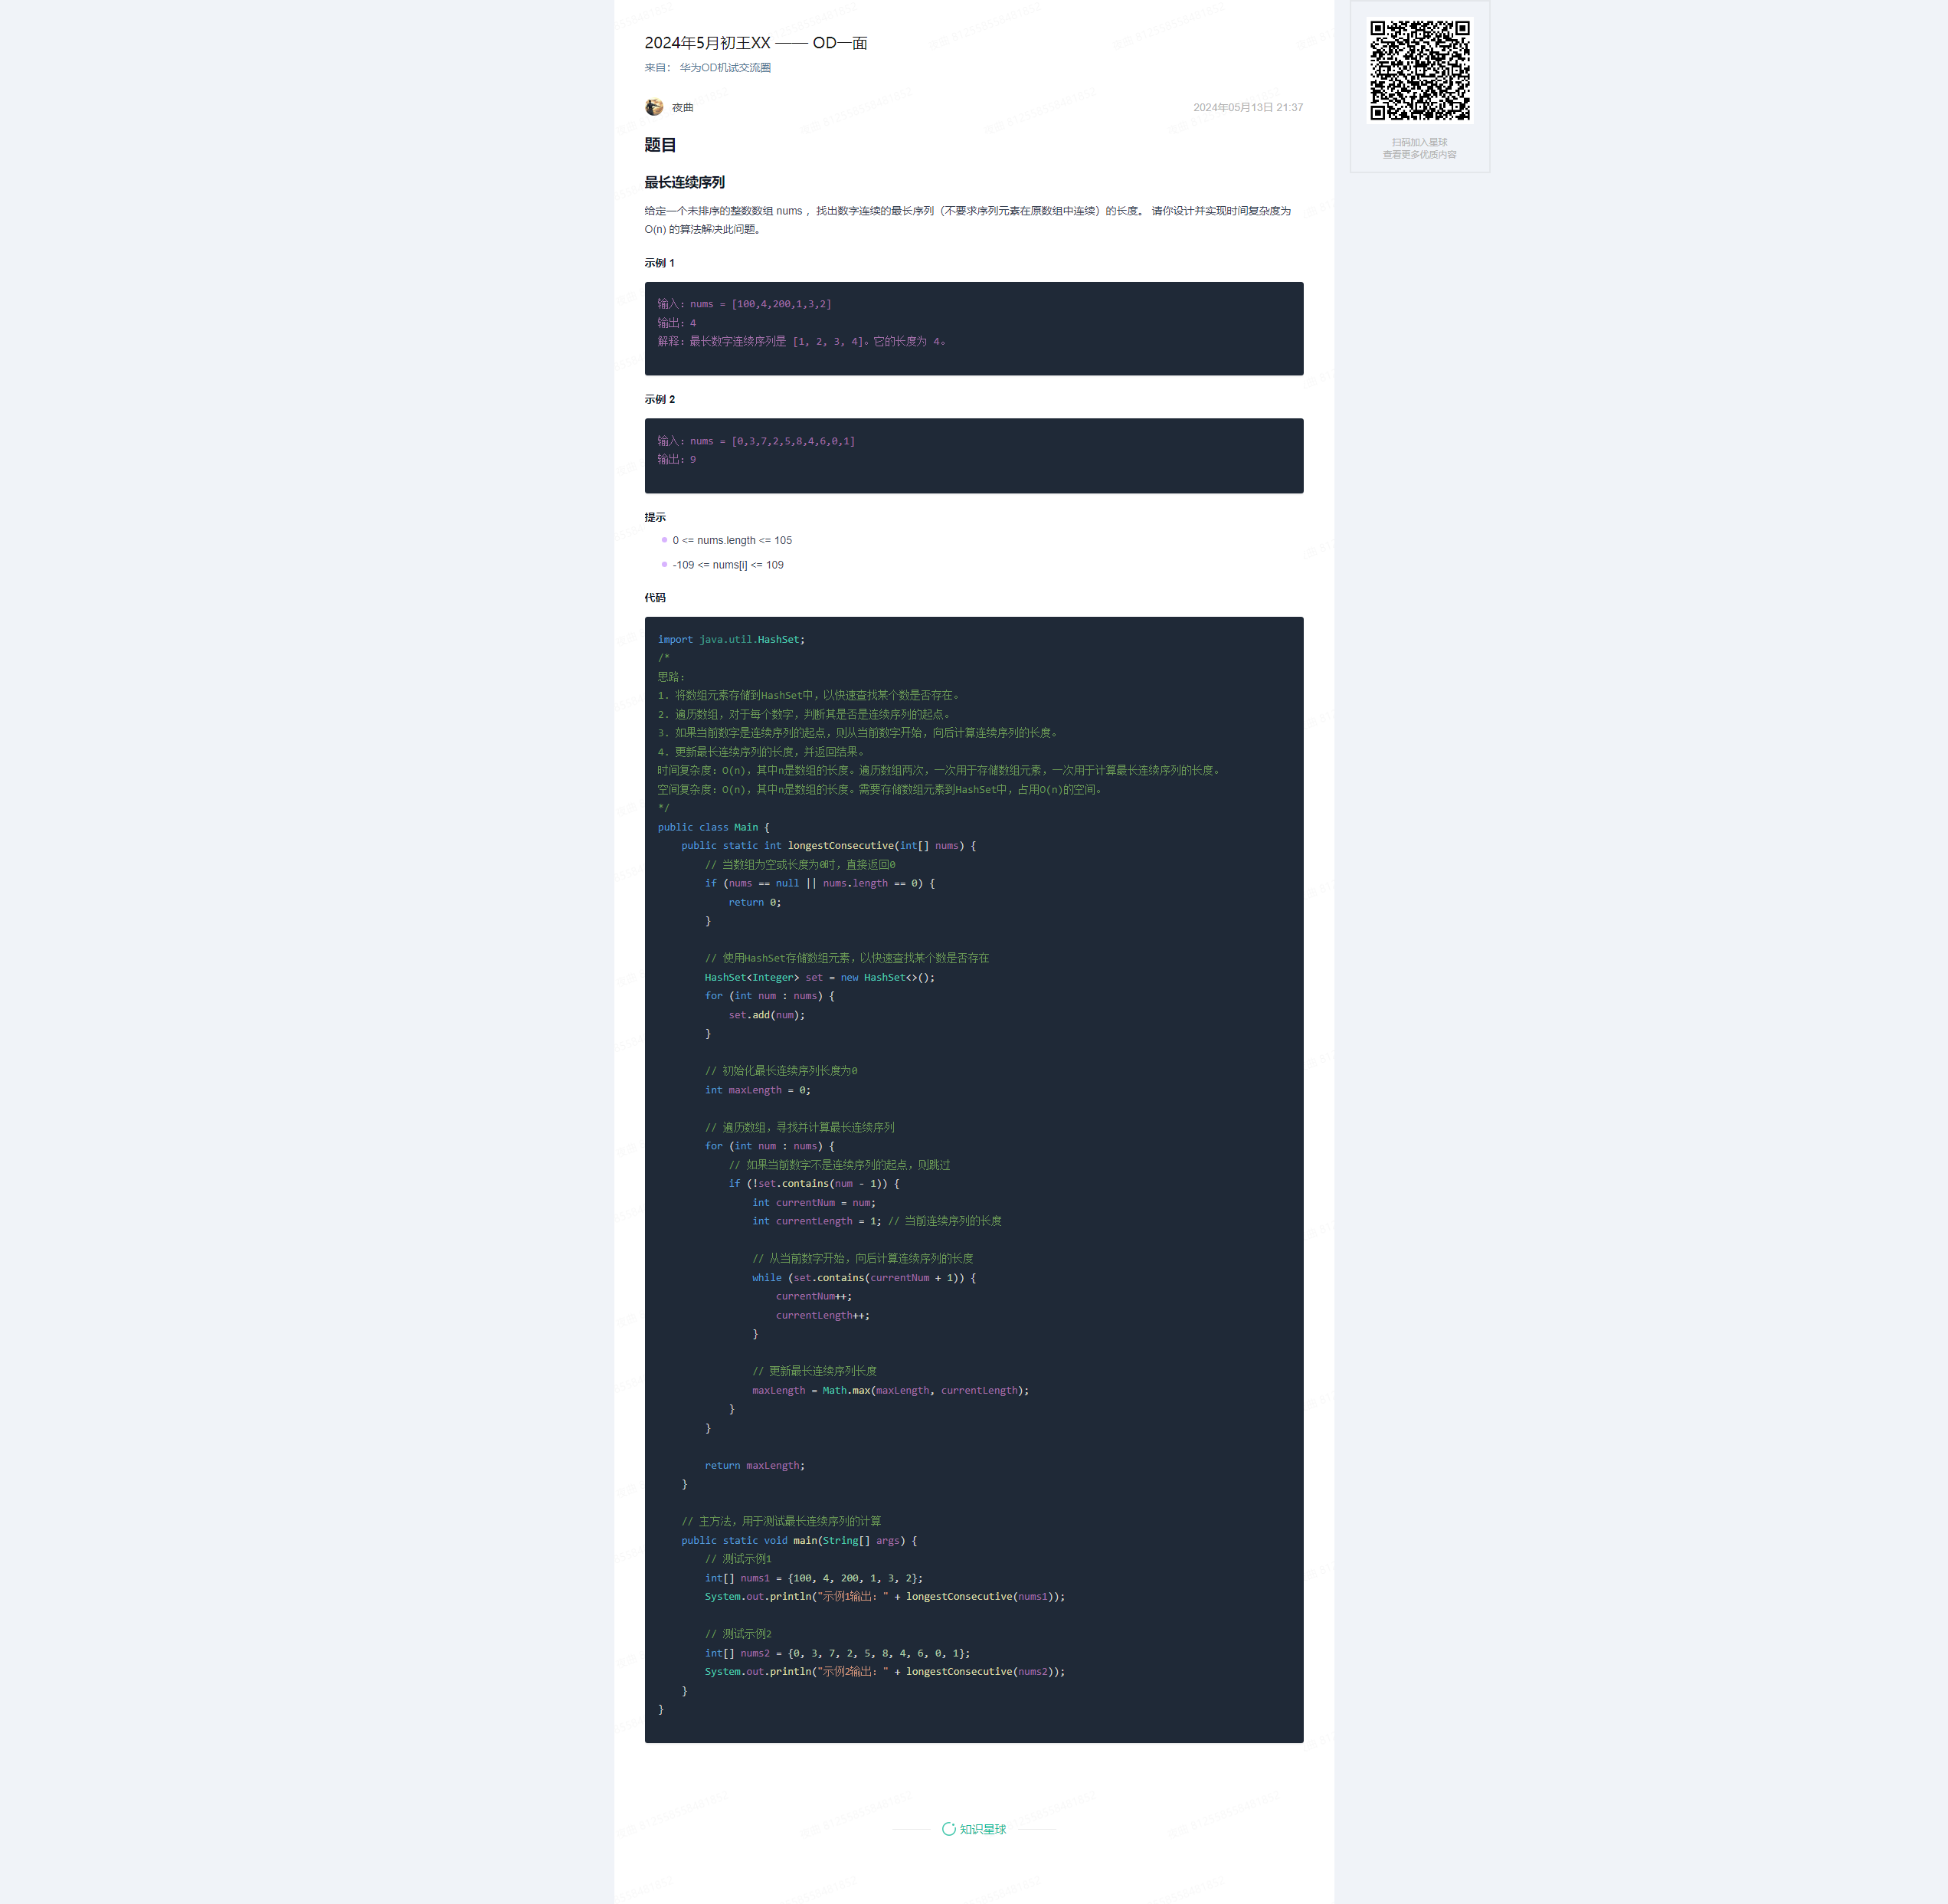 2024年5月初王XX —— OD一面
来自： 华为OD机试交流圈
夜曲
2024年05月13日 21:37
扫码加入星球
查看更多优质内容
题目
最长连续序列
给定一个未排序的整数数组 nums ，找出数字连续的最长序列（不要求序列元素在原数组中连续）的长度。 请你设计并实现时间复杂度为
O(n) 的算法解决此问题。
示例 1
输入：nums = [100,4,200,1,3,2]
输出：4
解释：最长数字连续序列是 [1, 2, 3, 4]。它的长度为 4。
示例 2
输入：nums = [0,3,7,2,5,8,4,6,0,1]
输出：9
提示
0 <= nums.length <= 105
-109 <= nums[i] <= 109
代码
import java.util.HashSet;
/*
思路：
1. 将数组元素存储到HashSet中，以快速查找某个数是否存在。
2. 遍历数组，对于每个数字，判断其是否是连续序列的起点。
3. 如果当前数字是连续序列的起点，则从当前数字开始，向后计算连续序列的长度。
4. 更新最长连续序列的长度，并返回结果。
时间复杂度：O(n)，其中n是数组的长度。遍历数组两次，一次用于存储数组元素，一次用于计算最长连续序列的长度。
空间复杂度：O(n)，其中n是数组的长度。需要存储数组元素到HashSet中，占用O(n)的空间。
*/
public class Main {
    public static int longestConsecutive(int[] nums) {
        // 当数组为空或长度为0时，直接返回0
        if (nums == null || nums.length == 0) {
            return 0;
        }
        // 使用HashSet存储数组元素，以快速查找某个数是否存在
        HashSet<Integer> set = new HashSet<>();
        for (int num : nums) {
            set.add(num);
        }
        // 初始化最长连续序列长度为0
        int maxLength = 0;
        // 遍历数组，寻找并计算最长连续序列
        for (int num : nums) {
            // 如果当前数字不是连续序列的起点，则跳过
            if (!set.contains(num - 1)) {
                int currentNum = num;
                int currentLength = 1; // 当前连续序列的长度
                // 从当前数字开始，向后计算连续序列的长度
                while (set.contains(currentNum + 1)) {
                    currentNum++;
                    currentLength++;
                }
                // 更新最长连续序列长度
                maxLength = Math.max(maxLength, currentLength);
            }
        }
        return maxLength;
    }
    // 主方法，用于测试最长连续序列的计算
    public static void main(String[] args) {
        // 测试示例1
        int[] nums1 = {100, 4, 200, 1, 3, 2};
        System.out.println("示例1输出：" + longestConsecutive(nums1));
        // 测试示例2
        int[] nums2 = {0, 3, 7, 2, 5, 8, 4, 6, 0, 1};
        System.out.println("示例2输出：" + longestConsecutive(nums2));
    }
}
知识星球